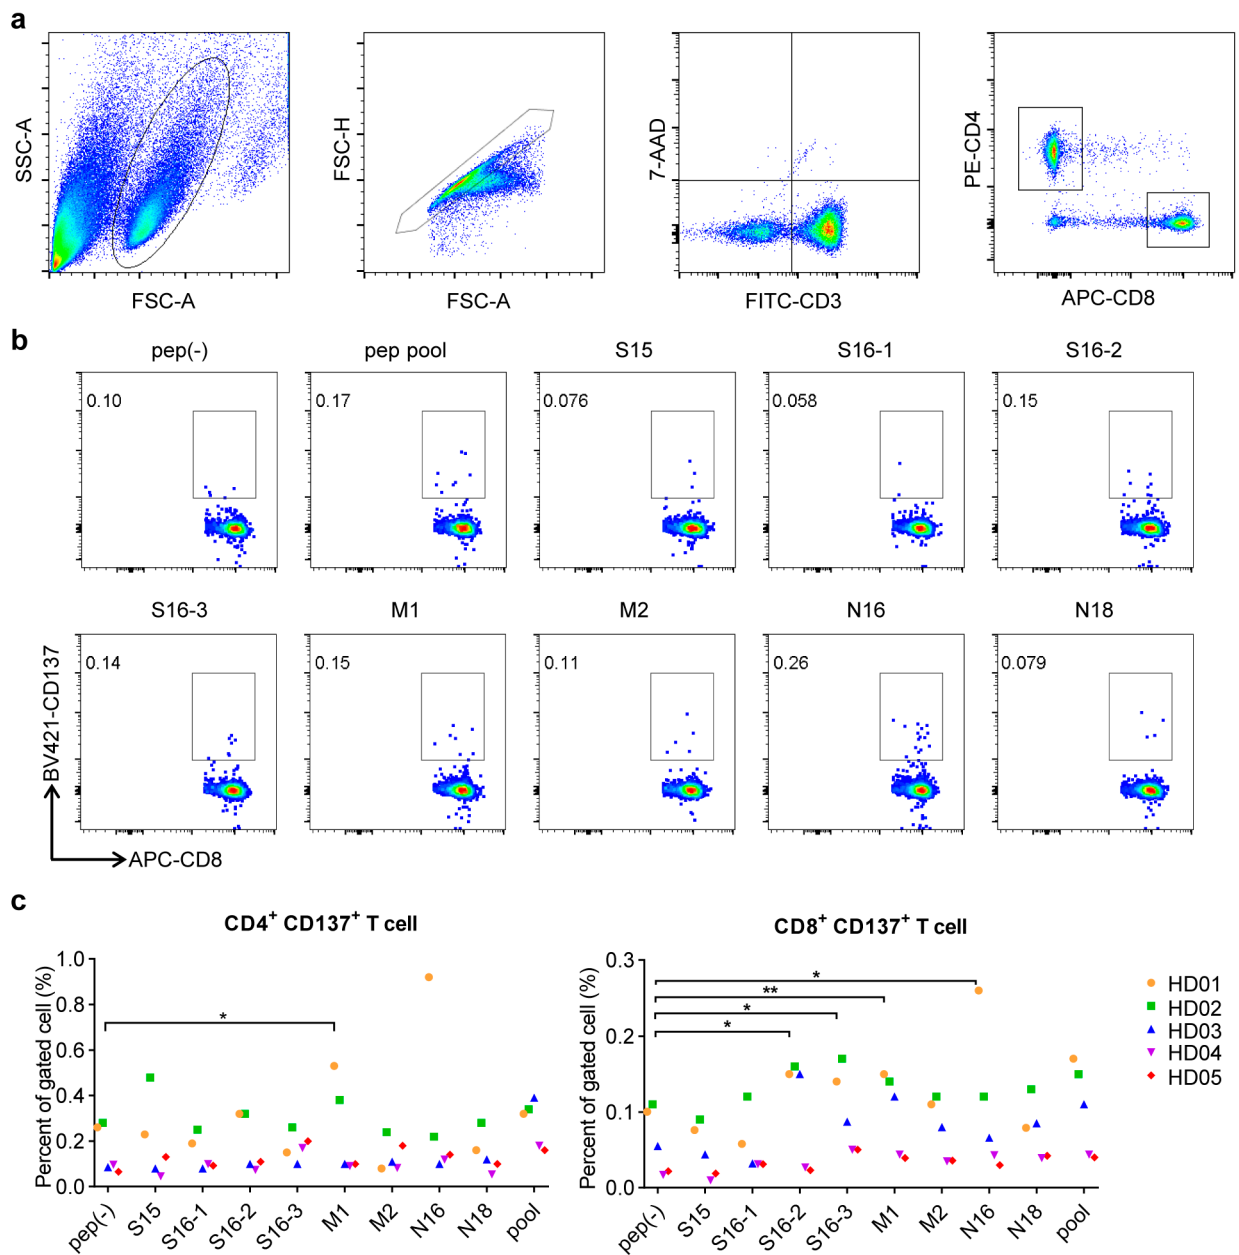 a
SSC-A
FSC-A
FSC-H
FSC-A
7-AAD
FITC-CD3
PE-CD4
APC-CD8
b
pep(-)
pep pool
S15
S16-1
S16-2
0.10
0.17
0.076
0.058
0.15
S16-3
M1
M2
N16
N18
0.14
0.15
0.11
0.26
0.079
BV421-CD137
APC-CD8
c
CD4+ CD137+ T cell
Percent of gated cell (%)
1.0
0.8
0.6
0.4
0.2
0.0
*
pep(-)
S15
S16-1
S16-2
S16-3
M1
M2
N16
N18
pool
CD8+ CD137+ T cell
Percent of gated cell (%)
0.3
0.2
0.1
0.0
*
**
*
*
pep(-)
S15
S16-1
S16-2
S16-3
M1
M2
N16
N18
pool
HD01
HD02
HD03
HD04
HD05